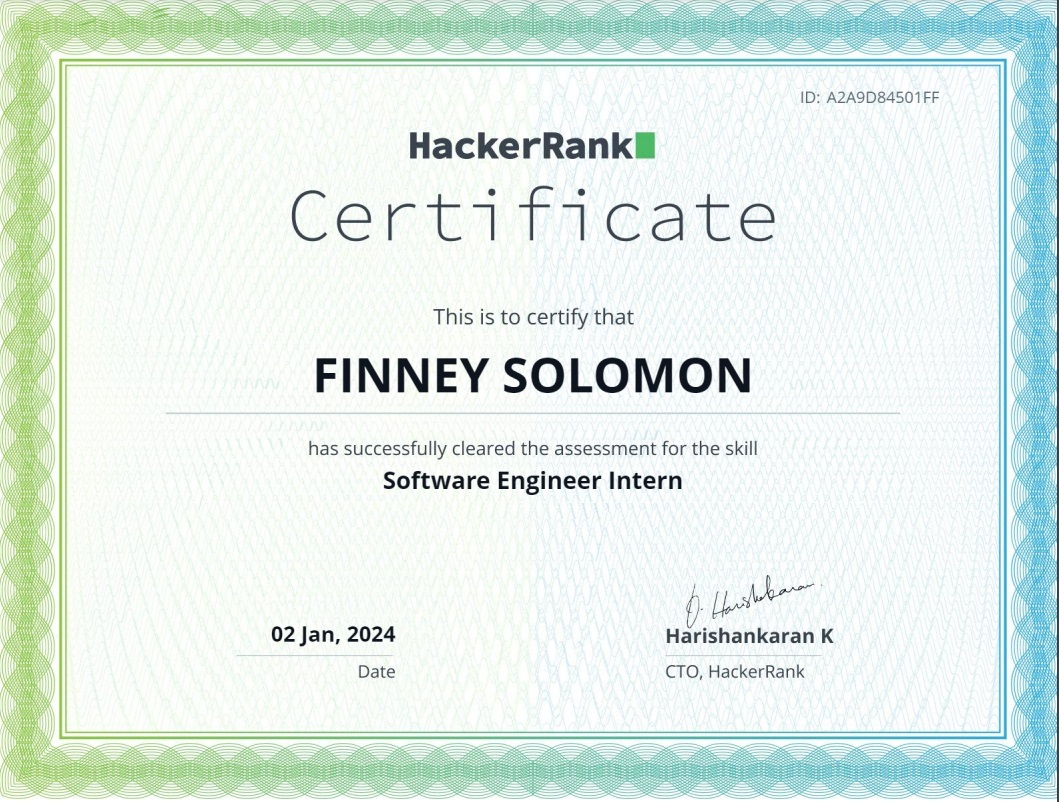 ID: A2A9D84501FF
HackerRank
Certificate
This is to certify that
FINNEY SOLOMON
has successfully cleared the assessment for the skill
Software Engineer Intern
02 Jan, 2024
Date
Harishankaran
Harishankaran K
CTO, HackerRank